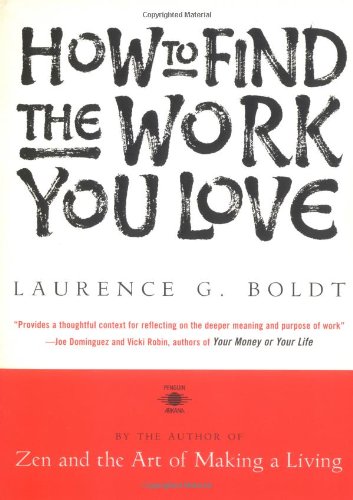 HOW TO FIND
THE WORK
YOU LOVE
LAURENCE G. BOLDT
"Provides a thoughtful context for reflecting on the deeper meaning and purpose of work"
—Joe Dominguez and Vicki Robin, authors of Your Money or Your Life
PENGUIN
ARKANA
BY THE AUTHOR OF
Zen and the Art of Making a Living